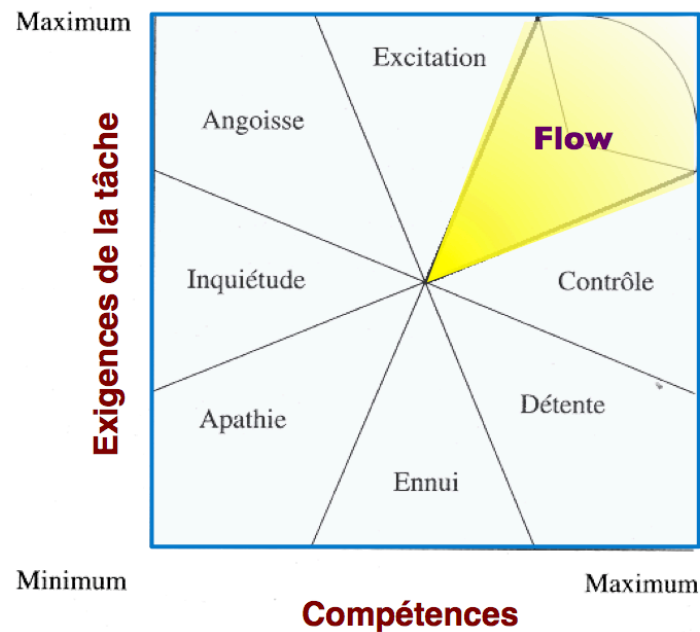 Maximum
Excitation
Angoisse
Flow
Exigences de la tâche
Inquiétude
Contrôle
Apathie
Détente
Ennui
Minimum
Maximum
Compétences